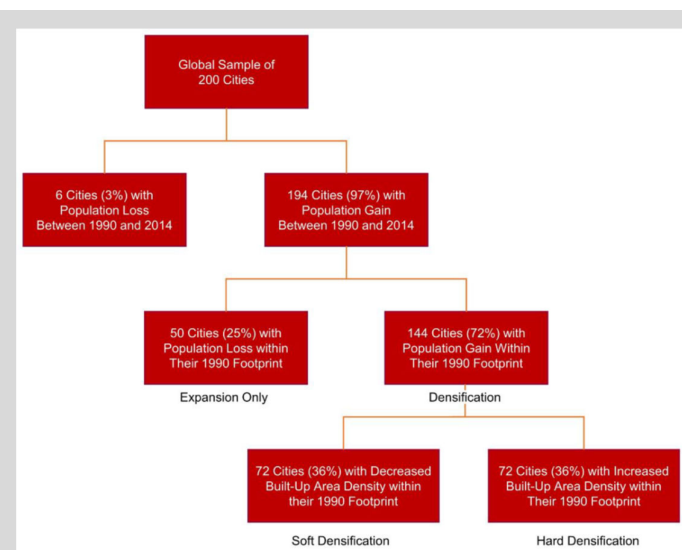 Global Sample of
200 Cities
6 Cities (3%) with
Population Loss
Between 1990 and 2014
194 Cities (97%) with
Population Gain
Between 1990 and 2014
50 Cities (25%) with
Population Loss within
Their 1990 Footprint
144 Cities (72%) with
Population Gain Within
Their 1990 Footprint
Expansion Only
Densification
72 Cities (36%) with Decreased
Built-Up Area Density within
their 1990 Footprint
72 Cities (36%) with Increased
Built-Up Area Density within
Their 1990 Footprint
Soft Densification
Hard Densification